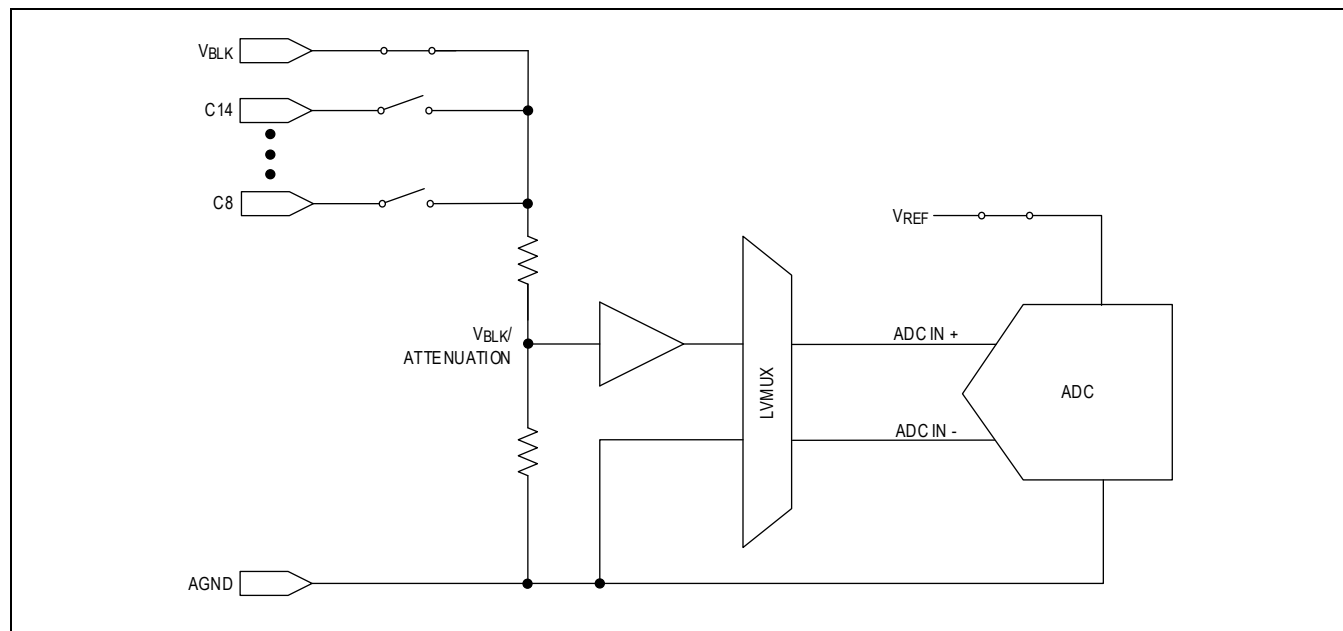 VBLK
C14
C8
VREF
VBLK/
ATTENUATION
LVMUX
ADC IN +
ADC
ADC IN -
AGND